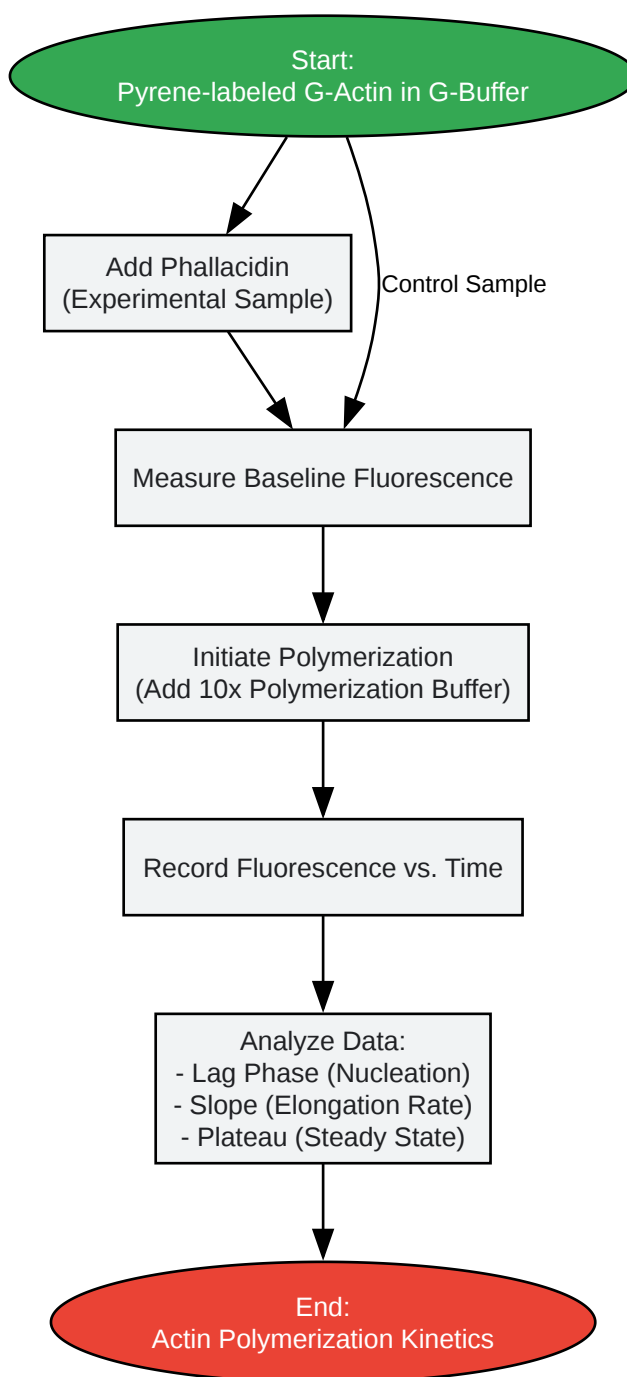 Start:
Pyrene-labeled G-Actin in G-Buffer
Add Phallacidin
(Experimental Sample)
Control Sample
Measure Baseline Fluorescence
Initiate Polymerization
(Add 10x Polymerization Buffer)
Record Fluorescence vs. Time
Analyze Data:
- Lag Phase (Nucleation)
- Slope (Elongation Rate)
- Plateau (Steady State)
End:
Actin Polymerization Kinetics